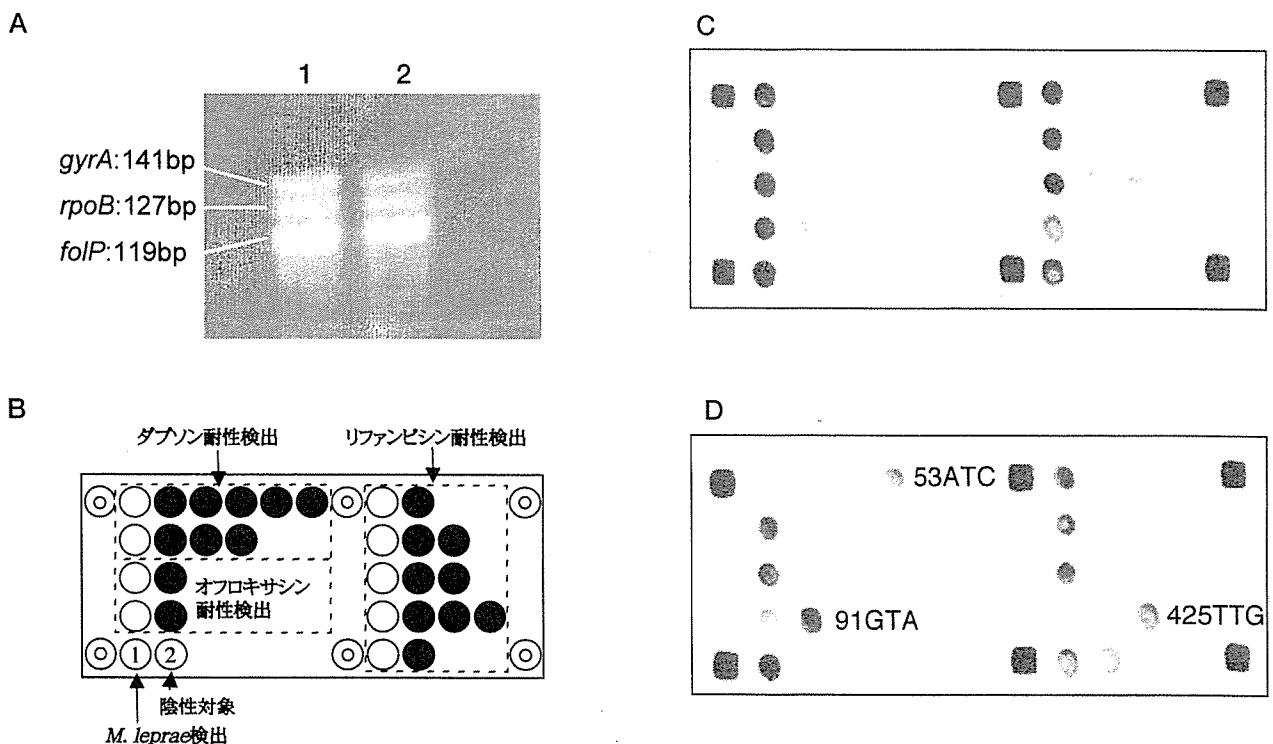 A
1 2
gyrA:141bp
rpoB:127bp
folP:119bp
B
ダプソン耐性検出
リファンピシン耐性検出
オフロキサシン
耐性検出
1 2
陰性対象
M. leprae検出
C
D
53ATC
91GTA
425TTG